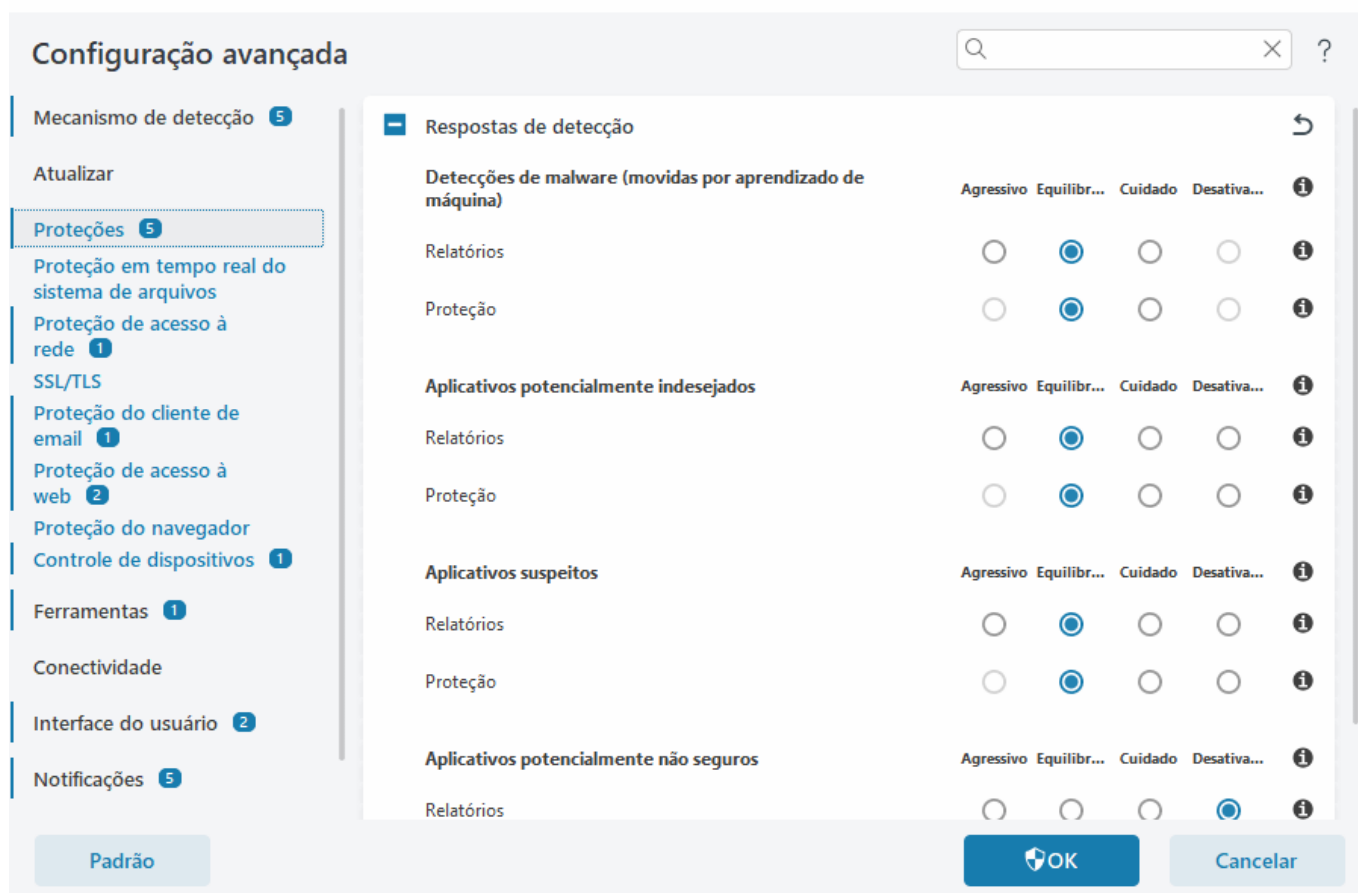 Configuração avançada
?
Mecanismo de detecção 5
Atualizar
Proteções 5
Proteção em tempo real do
sistema de arquivos
Proteção de acesso à
rede 1
SSL/TLS
Proteção do cliente de
email 1
Proteção de acesso à
web 2
Proteção do navegador
Controle de dispositivos 1
Ferramentas 1
Conectividade
Interface do usuário 2
Notificações 5
Respostas de detecção
Detecções de malware (movidas por aprendizado de
máquina)
Agressivo Equilibr... Cuidado Desativa...
Relatórios
Proteção
Aplicativos potencialmente indesejados
Agressivo Equilibr... Cuidado Desativa...
Relatórios
Proteção
Aplicativos suspeitos
Agressivo Equilibr... Cuidado Desativa...
Relatórios
Proteção
Aplicativos potencialmente não seguros
Agressivo Equilibr... Cuidado Desativa...
Relatórios
Padrão
OK
Cancelar